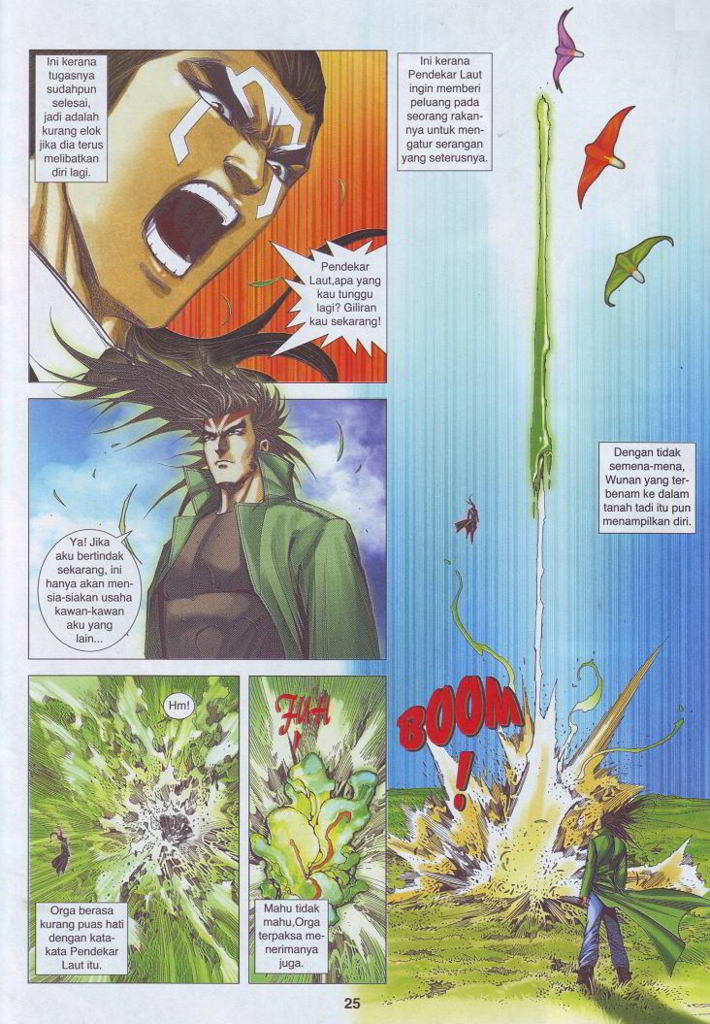 Ini kerana
tugasnya
sudahpun
selesai,
jadi adalah
kurang elok
jika dia terus
melibatkan
diri lagi.
Pendekar
Laut,apa yang
kau tunggu
lagi? Giliran
kau sekarang!
Ini kerana
Pendekar Laut
ingin memberi
peluang pada
seorang rakan-
nya untuk men-
gatur serangan
yang seterusnya.
Ya! Jika
aku bertindak
sekarang, ini
hanya akan men-
sia-siakan usaha
kawan-kawan
aku yang
lain...
Dengan tidak
semena-mena,
Wunan yang ter-
benam ke dalam
tanah tadi itu pun
menampilkan diri.
BOOM
!
Hm!
Orga berasa
kurang puas hati
dengan kata-
kata Pendekar
Laut itu.
Mahu tidak
mahu,Orga
terpaksa me-
nerimanya
juga.
25